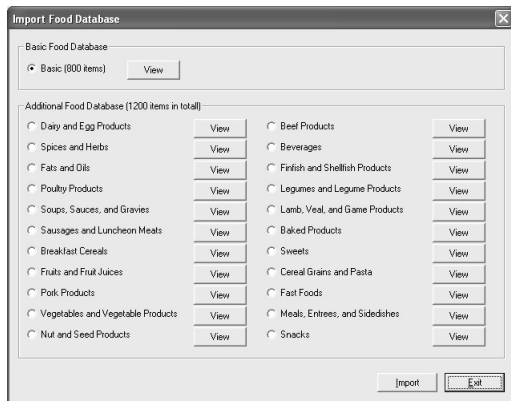 Import Food Database
Basic Food Database
Basic (800 items) View
Additional Food Database (1200 items in totall)
Dairy and Egg Products View Beef Products View
Spices and Herbs View Beverages View
Fats and Oils View Finfish and Shellfish Products View
Poultry Products View Legumes and Legume Products View
Soups, Sauces, and Gravies View Lamb, Veal, and Game Products View
Sausages and Luncheon Meats View Baked Products View
Breakfast Cereals View Sweets View
Fruits and Fruit Juices View Cereal Grains and Pasta View
Pork Products View Fast Foods View
Vegetables and Vegetable Products View Meals, Entrees, and Sidedishes View
Nut and Seed Products View Snacks View
Import Exit